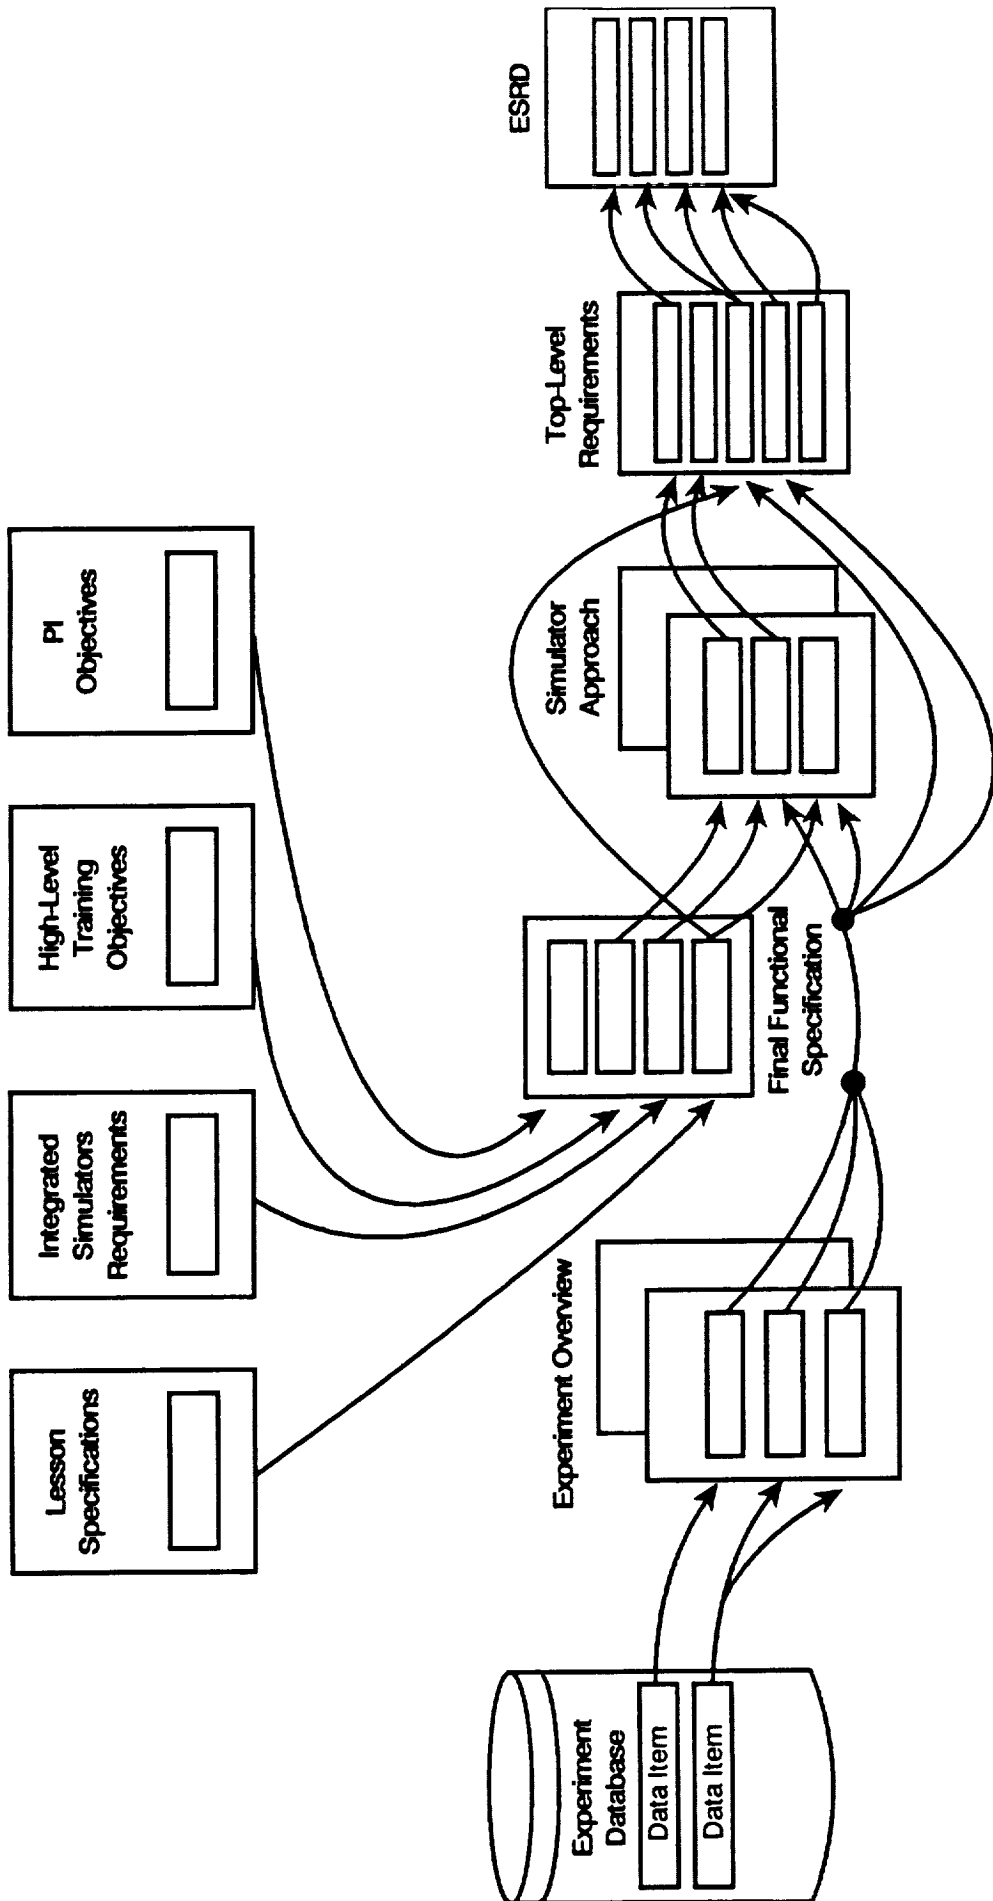 Lesson
Specifications
Integrated
Simulators
Requirements
High-Level
Training
Objectives
PI
Objectives
Experiment
Database
Data Item
Data Item
Experiment Overview
Final Functional
Specification
Simulator
Approach
Top-Level
Requirements
ESRD